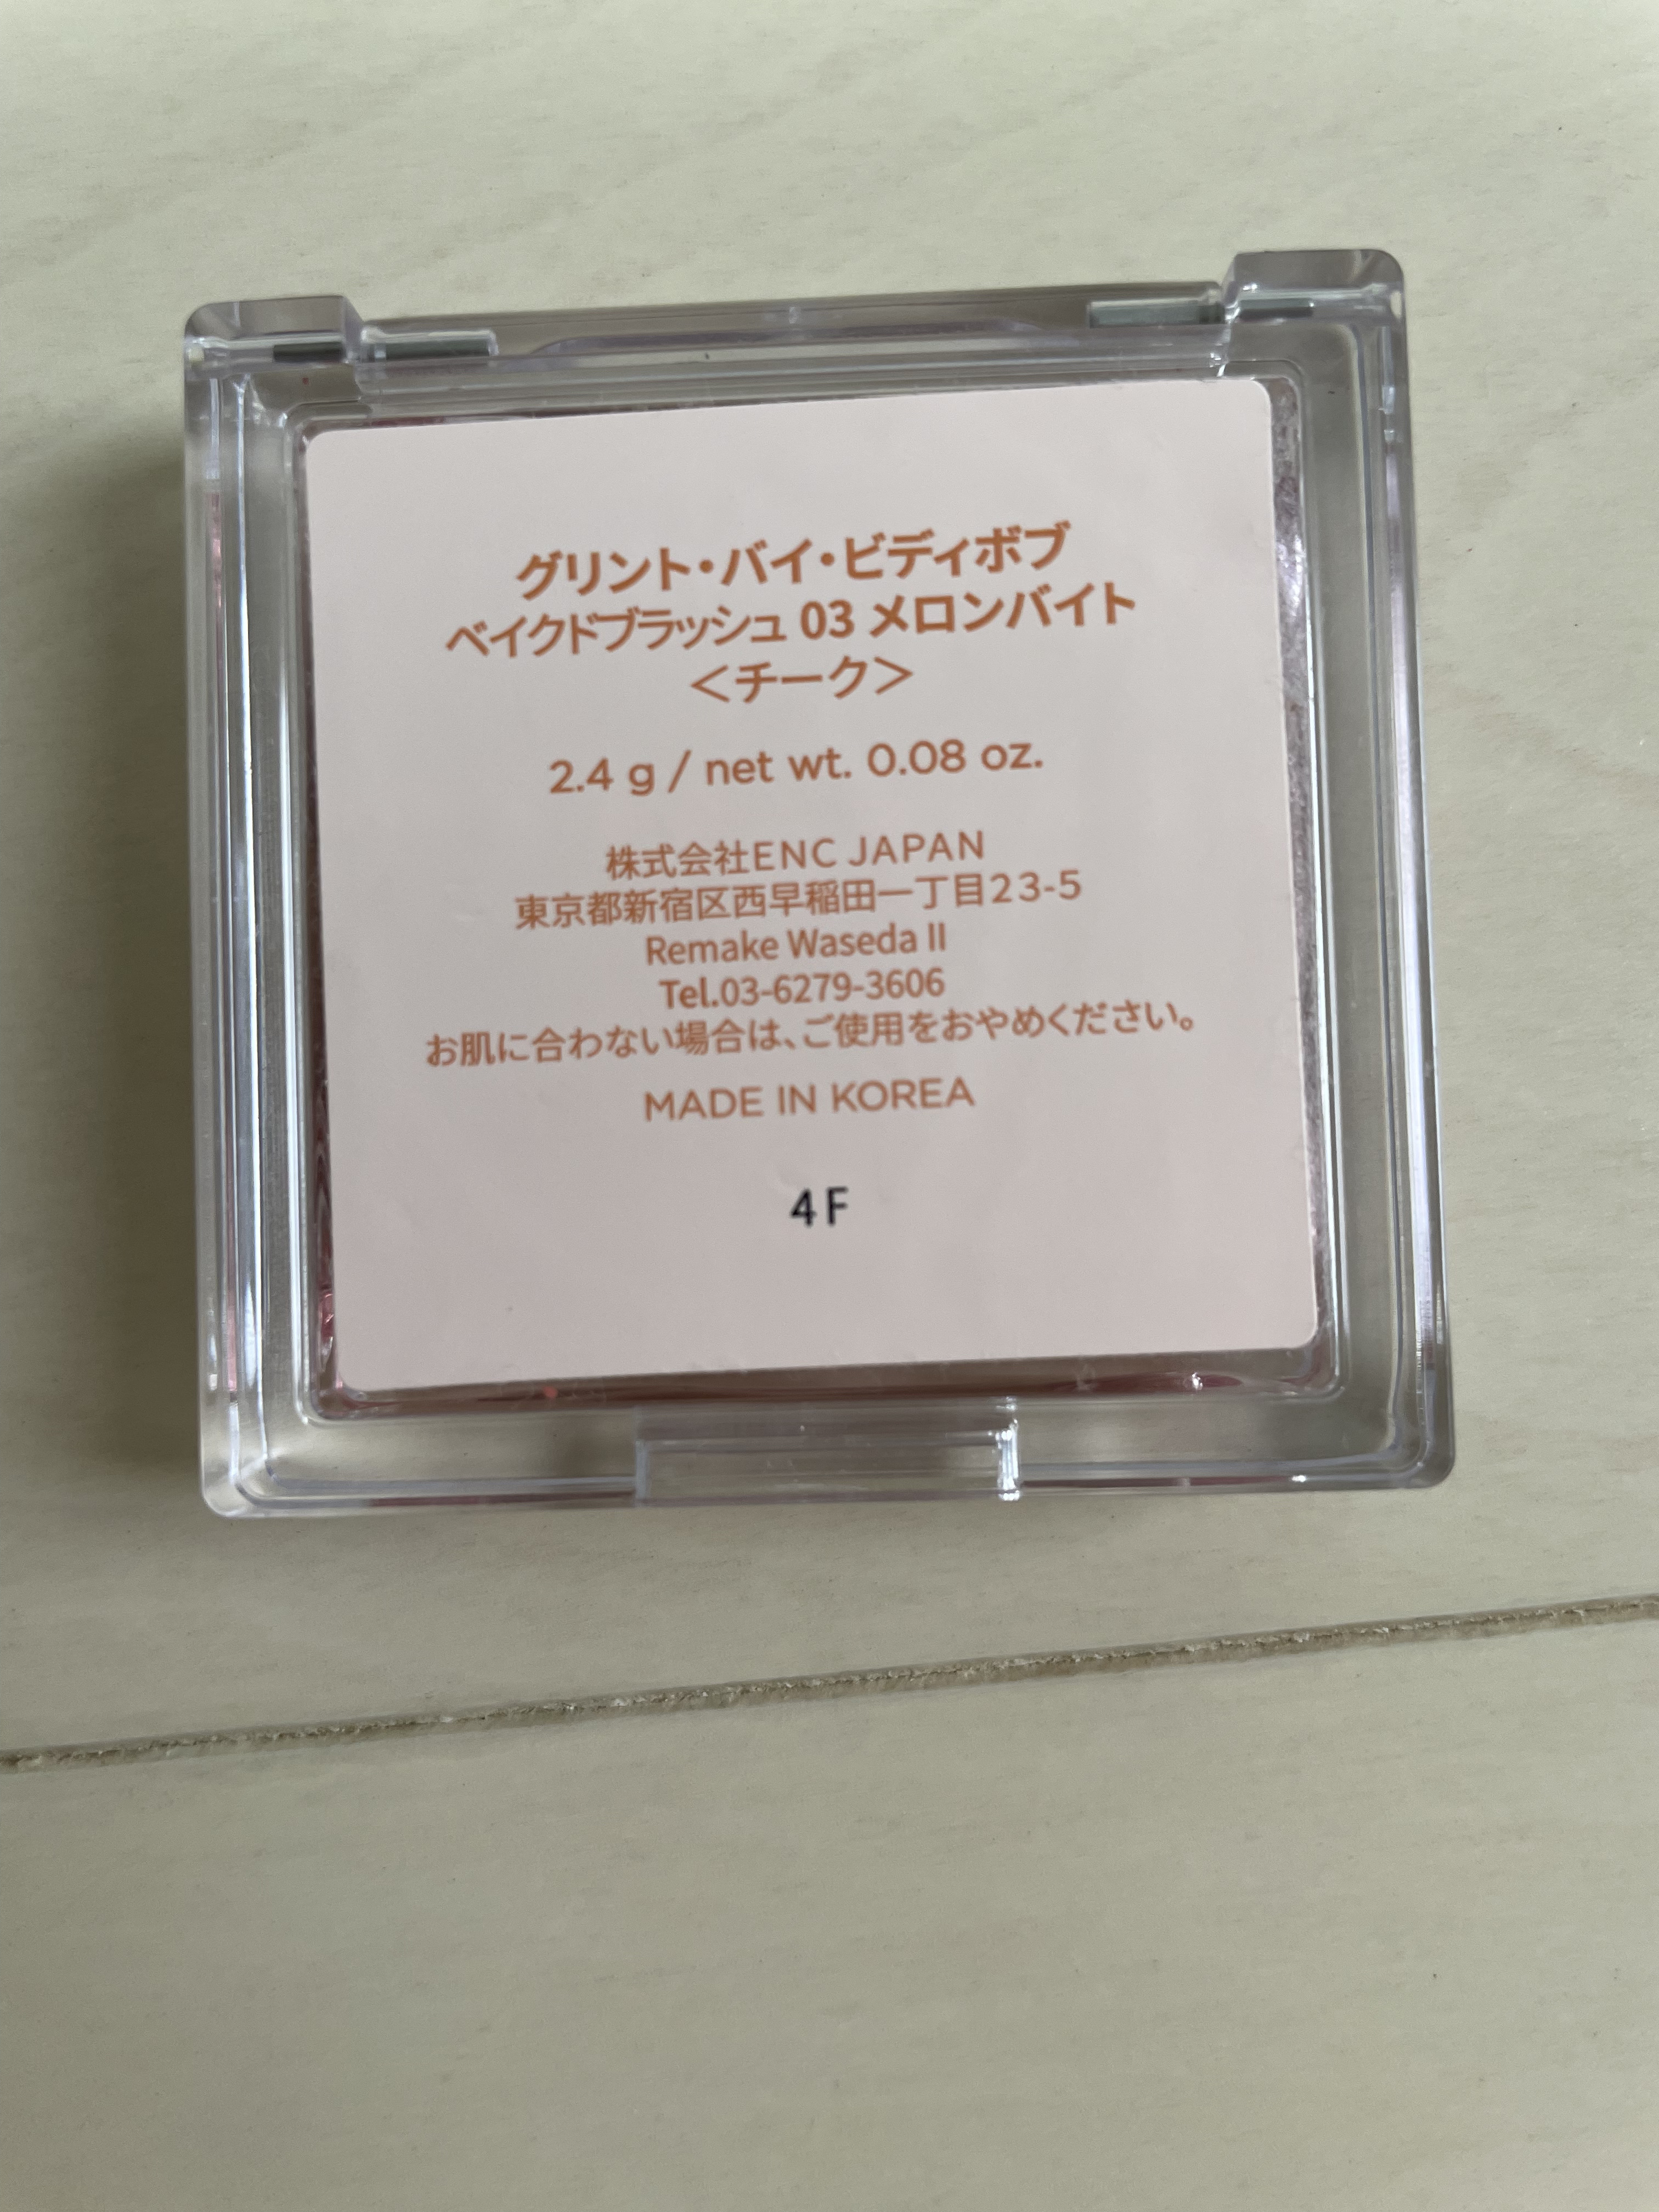 グリント・バイ・ビディボブ
ベイクドブラッシュ 03 メロンバイト
＜チーク＞
2.4 g / net wt. 0.08 oz.
株式会社ENC JAPAN
東京都新宿区西早稲田一丁目23-5
Remake Waseda II
Tel.03-6279-3606
お肌に合わない場合は、ご使用をおやめください。
MADE IN KOREA
4F